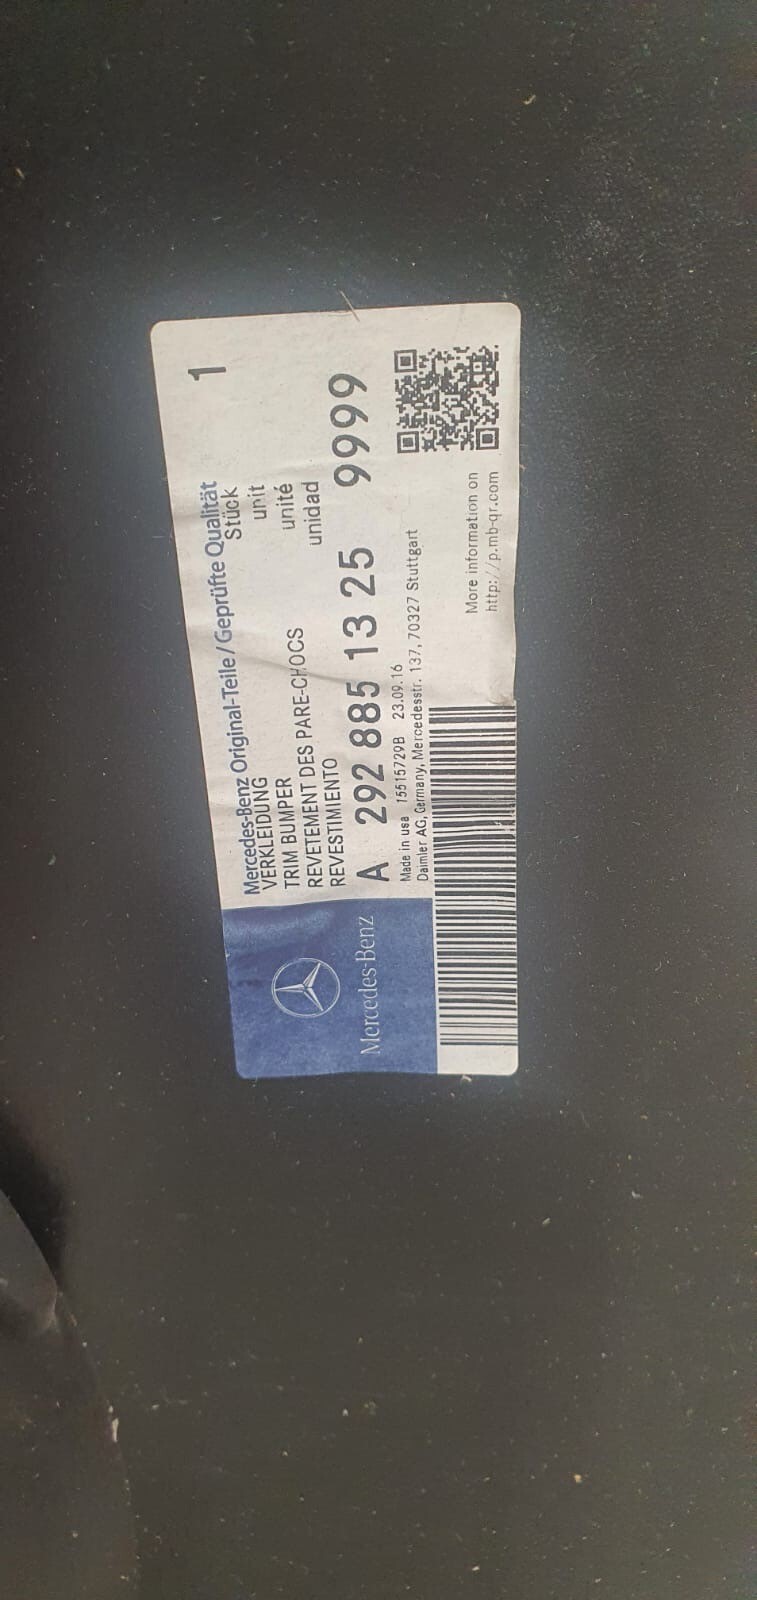 Mercedes-Benz Original-Teile/Geprüfte Qualität
VERKLEIDUNG Stück 1
TRIM BUMPER unit
REVETEMENT DES PARE-CHOCS unité
REVESTIMIENTO unidad
A 292 885 13 25 9999
Made in usa 15515729B 23.09.16
Daimler AG, Germany, Mercedesstr. 137, 70327 Stuttgart
More information on
http://p.mb-qr.com
Mercedes-Benz